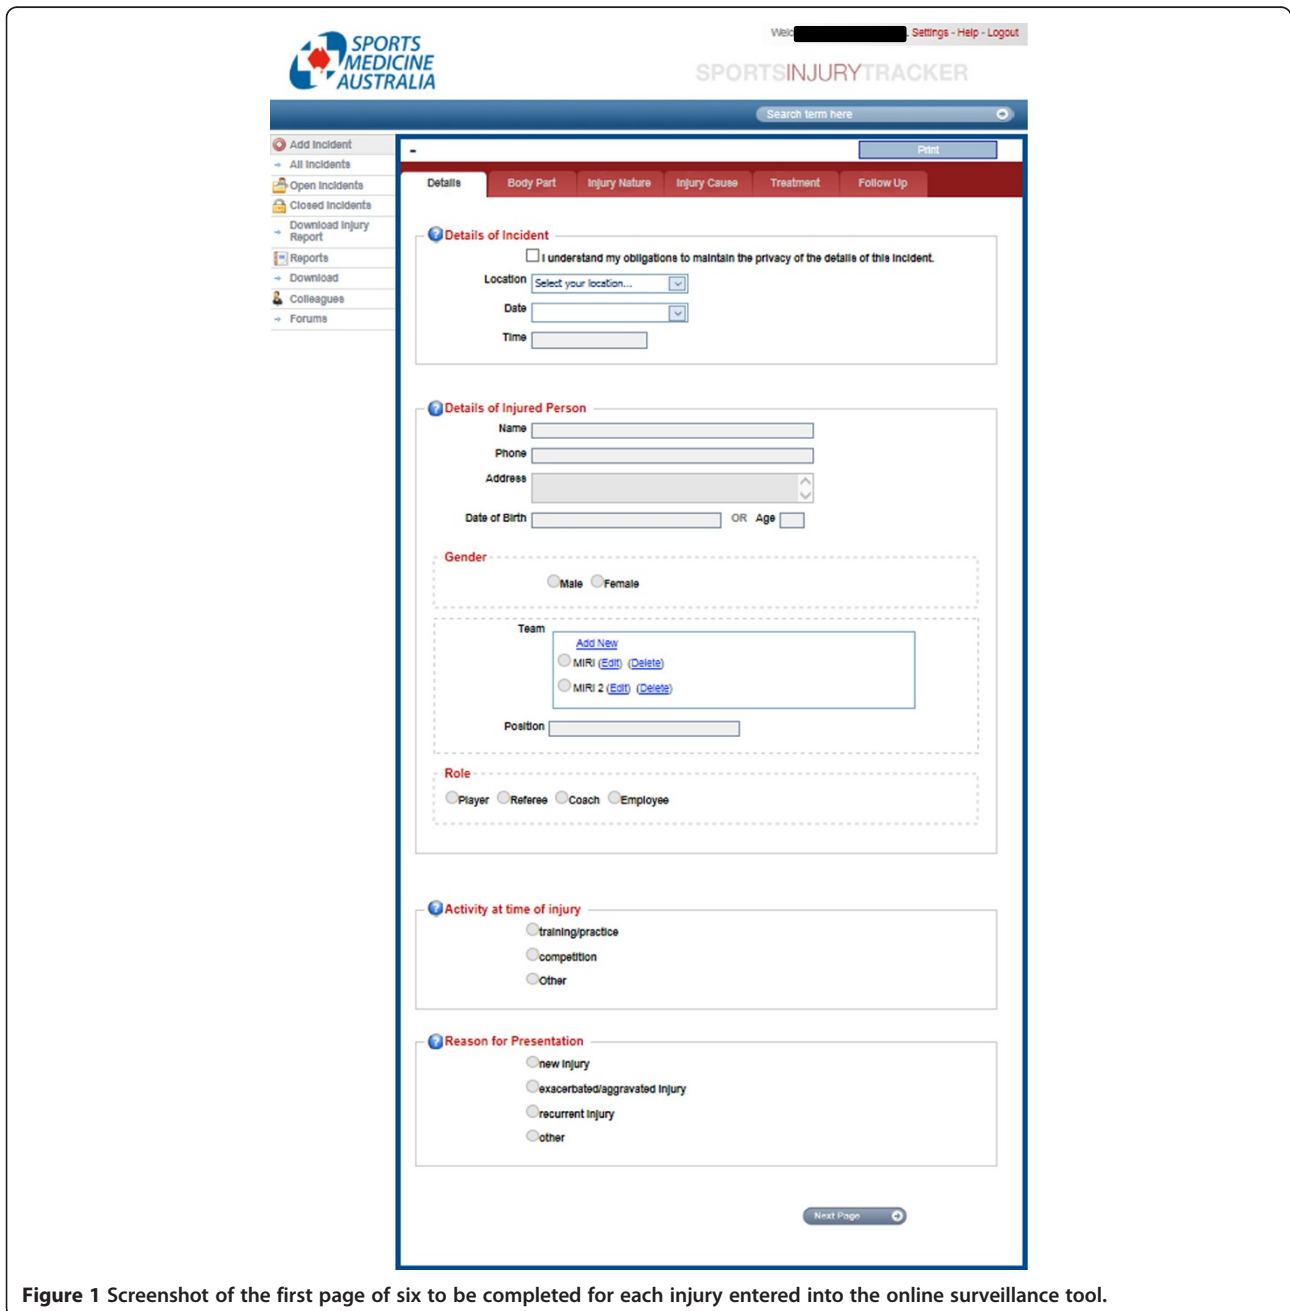 SPORTS
MEDICINE
AUSTRALIA
Settings - Help - Logout
SPORTSINJURYTRACKER
Search term here
Add Incident
All Incidents
Open Incidents
Closed Incidents
Download Injury
Report
Reports
Download
Colleagues
Forums
- Print
Details Body Part Injury Nature Injury Cause Treatment Follow Up
Details of Incident
I understand my obligations to maintain the privacy of the details of this incident.
Location Select your location...
Date
Time
Details of Injured Person
Name
Phone
Address
Date of Birth OR Age
Gender
Male Female
Team
Add New
MIRI (Edit) (Delete)
MIRI 2 (Edit) (Delete)
Position
Role
Player Referee Coach Employee
Activity at time of injury
training/practice
competition
Other
Reason for Presentation
new injury
exacerbated/aggravated injury
recurrent injury
other
Next Page
Figure 1 Screenshot of the first page of six to be completed for each injury entered into the online surveillance tool.